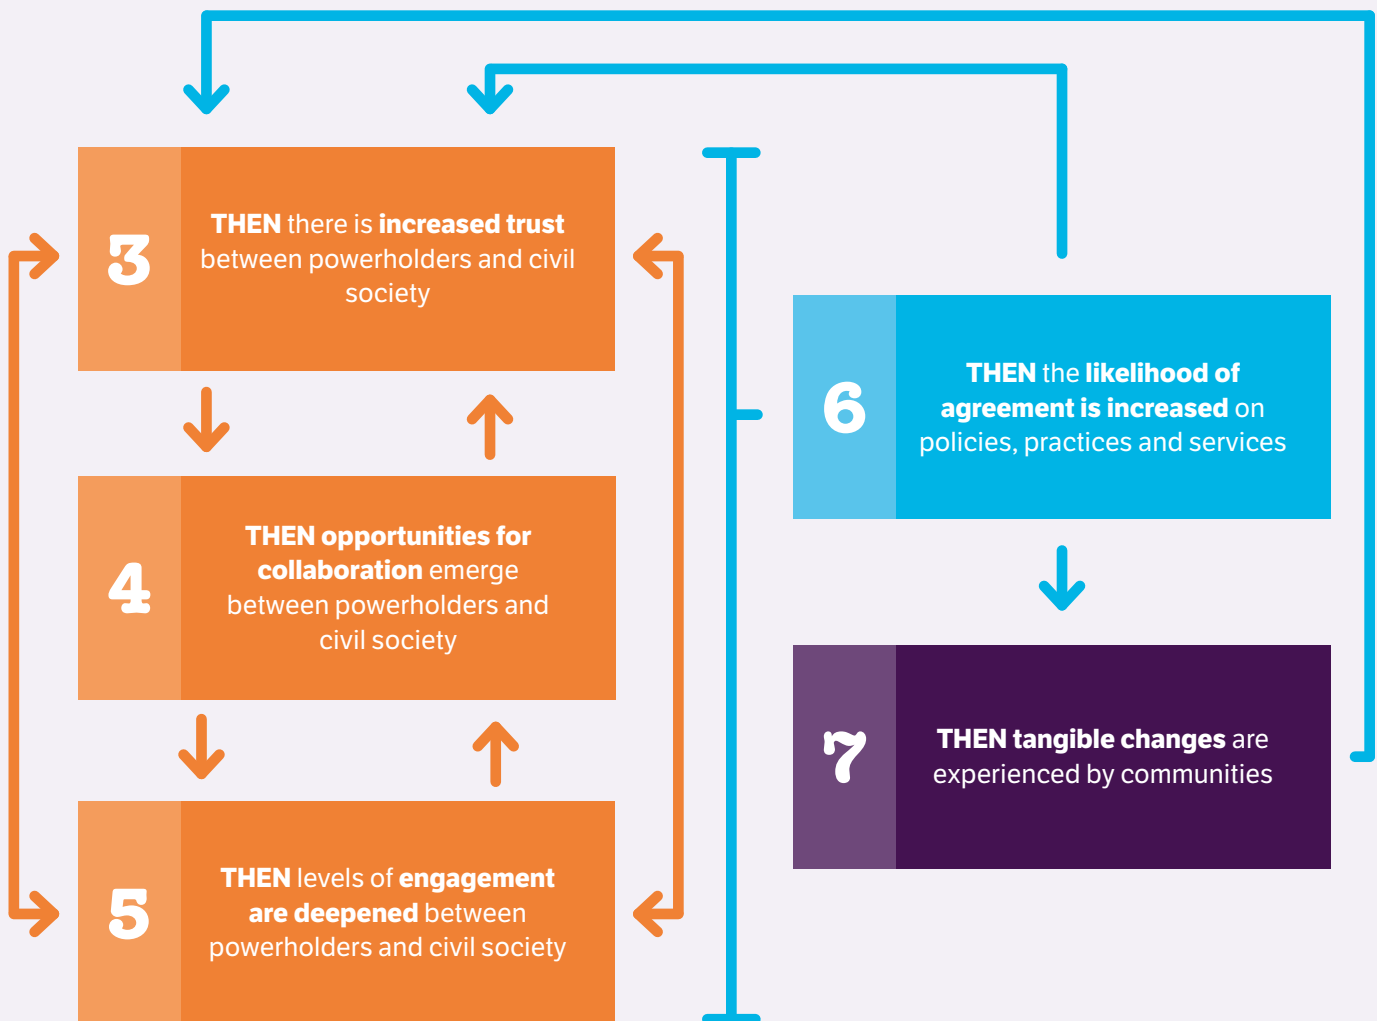 3
THEN there is increased trust
between powerholders and civil
society
4
THEN opportunities for
collaboration emerge
between powerholders and
civil society
5
THEN levels of engagement
are deepened between
powerholders and civil society
6
THEN the likelihood of
agreement is increased on
policies, practices and services
7
THEN tangible changes are
experienced by communities